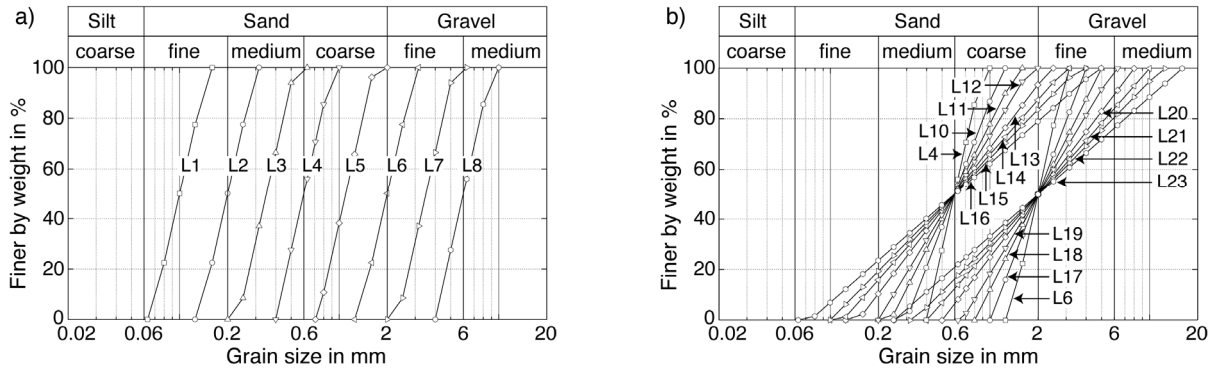 a)
Silt Sand Gravel
coarse fine medium coarse fine medium
100
80
60
40
20
0
Finer by weight in %
L1 L2 L3 L4 L5 L6 L7 L8
0.02 0.06 0.2 0.6 2 6 20
Grain size in mm
b)
Silt Sand Gravel
coarse fine medium coarse fine medium
100
80
60
40
20
0
Finer by weight in %
L12
L11
L10
L4
L13
L14
L15
L16
L20
L21
L22
L23
L19
L18
L17
L6
0.02 0.06 0.2 0.6 2 6 20
Grain size in mm